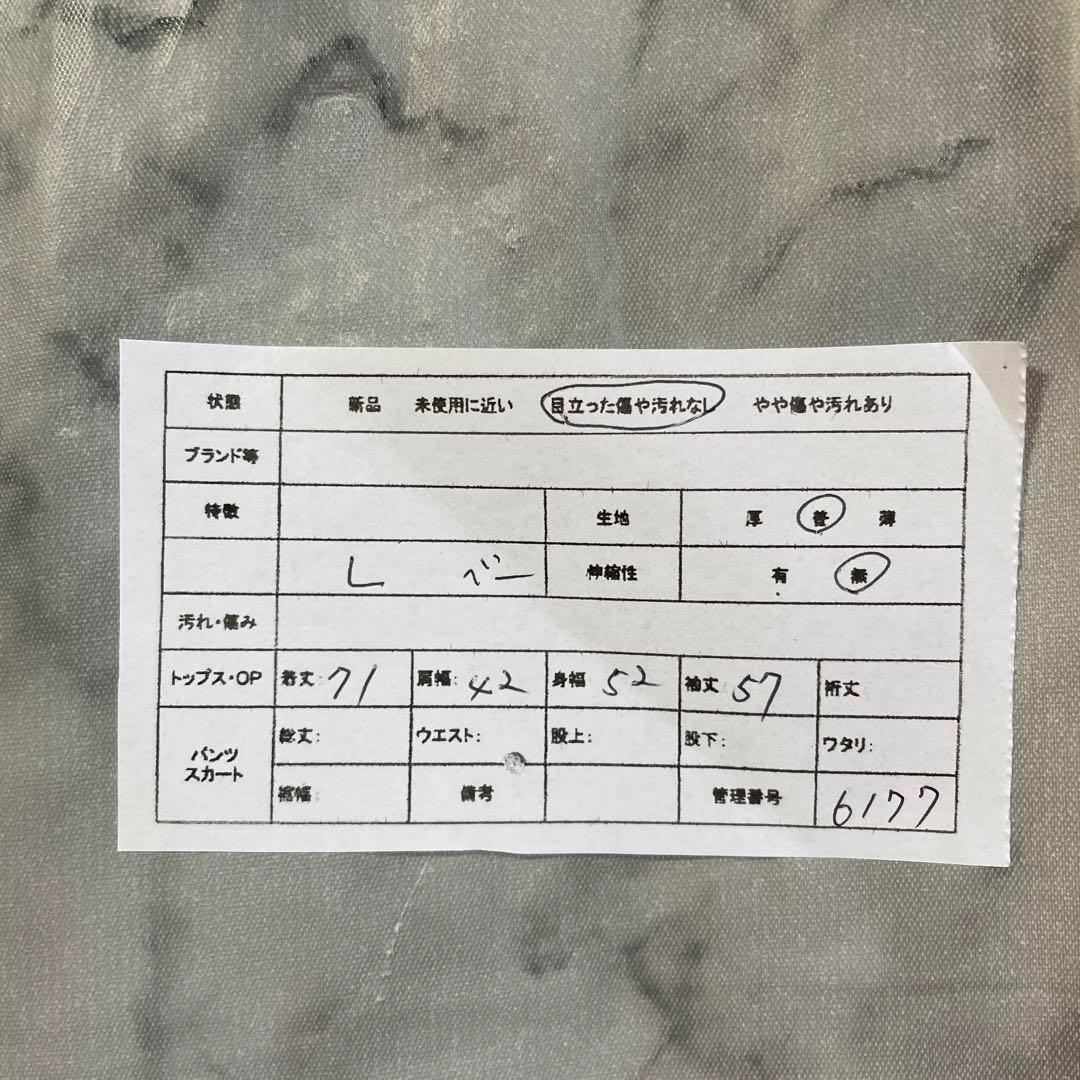 状態 新品 未使用に近い 目立った傷や汚れなし やや傷や汚れあり
ブランド等
特徴 生地 厚 普 薄
L 伸縮性 有 無
汚れ・傷み
トップス・OP 着丈: 71 肩幅: 42 身幅 52 袖丈: 57 裄丈
パンツ スカート 総丈: ウエスト: 股上: 股下: ワタリ:
裾幅: 備考 管理番号 6177